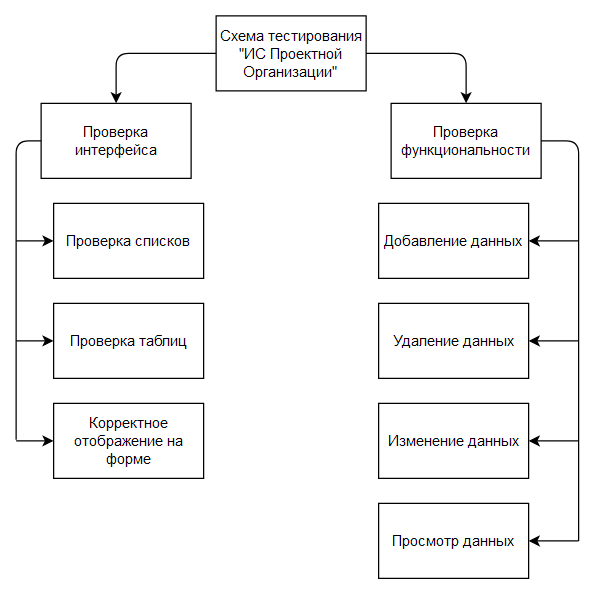 Схема тестирования
"ИС Проектной
Организации"
Проверка
интерфейса
Проверка
функциональности
Проверка списков
Добавление данных
Проверка таблиц
Удаление данных
Корректное
отображение на
форме
Изменение данных
Просмотр данных